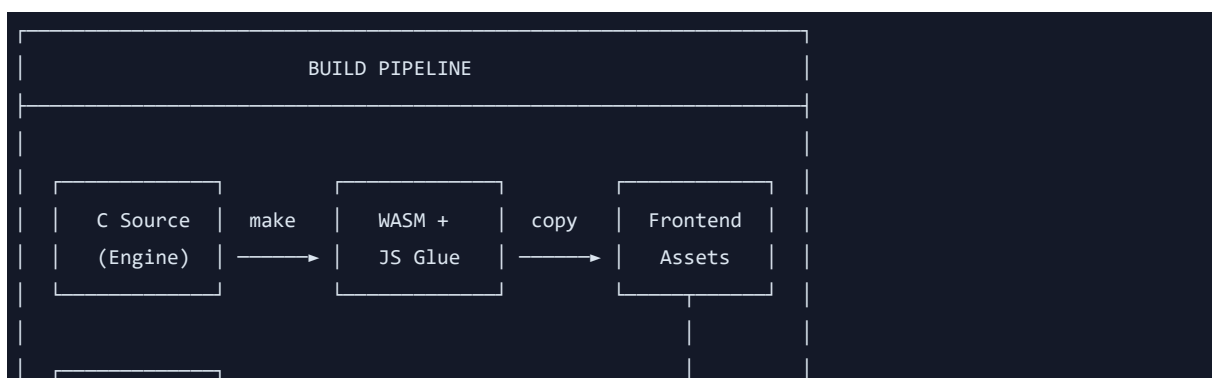 BUILD PIPELINE
C Source make WASM + copy Frontend
(Engine) JS Glue Assets